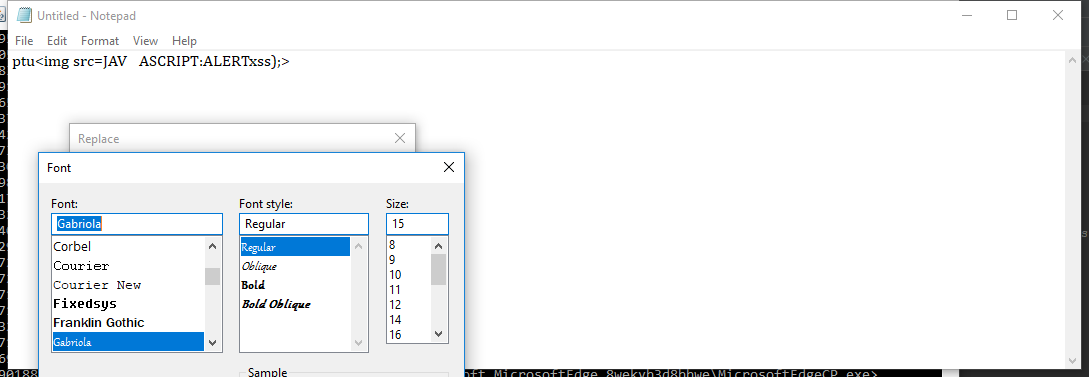 Untitled - Notepad
File Edit Format View Help
ptu<img src=JAV   ASCRIPT:ALERTxss);>
Replace
Font
Font: Font style: Size:
Gabriola Regular 15
Corbel Regular 8
Courier Oblique 9
Courier New Bold 10
Fixedsys Bold Oblique 11
Franklin Gothic 12
Gabriola 14
16
Sample
90188 oft.MicrosoftEdge_8wekyb3d8bbwe\MicrosoftEdgeCP.exe>